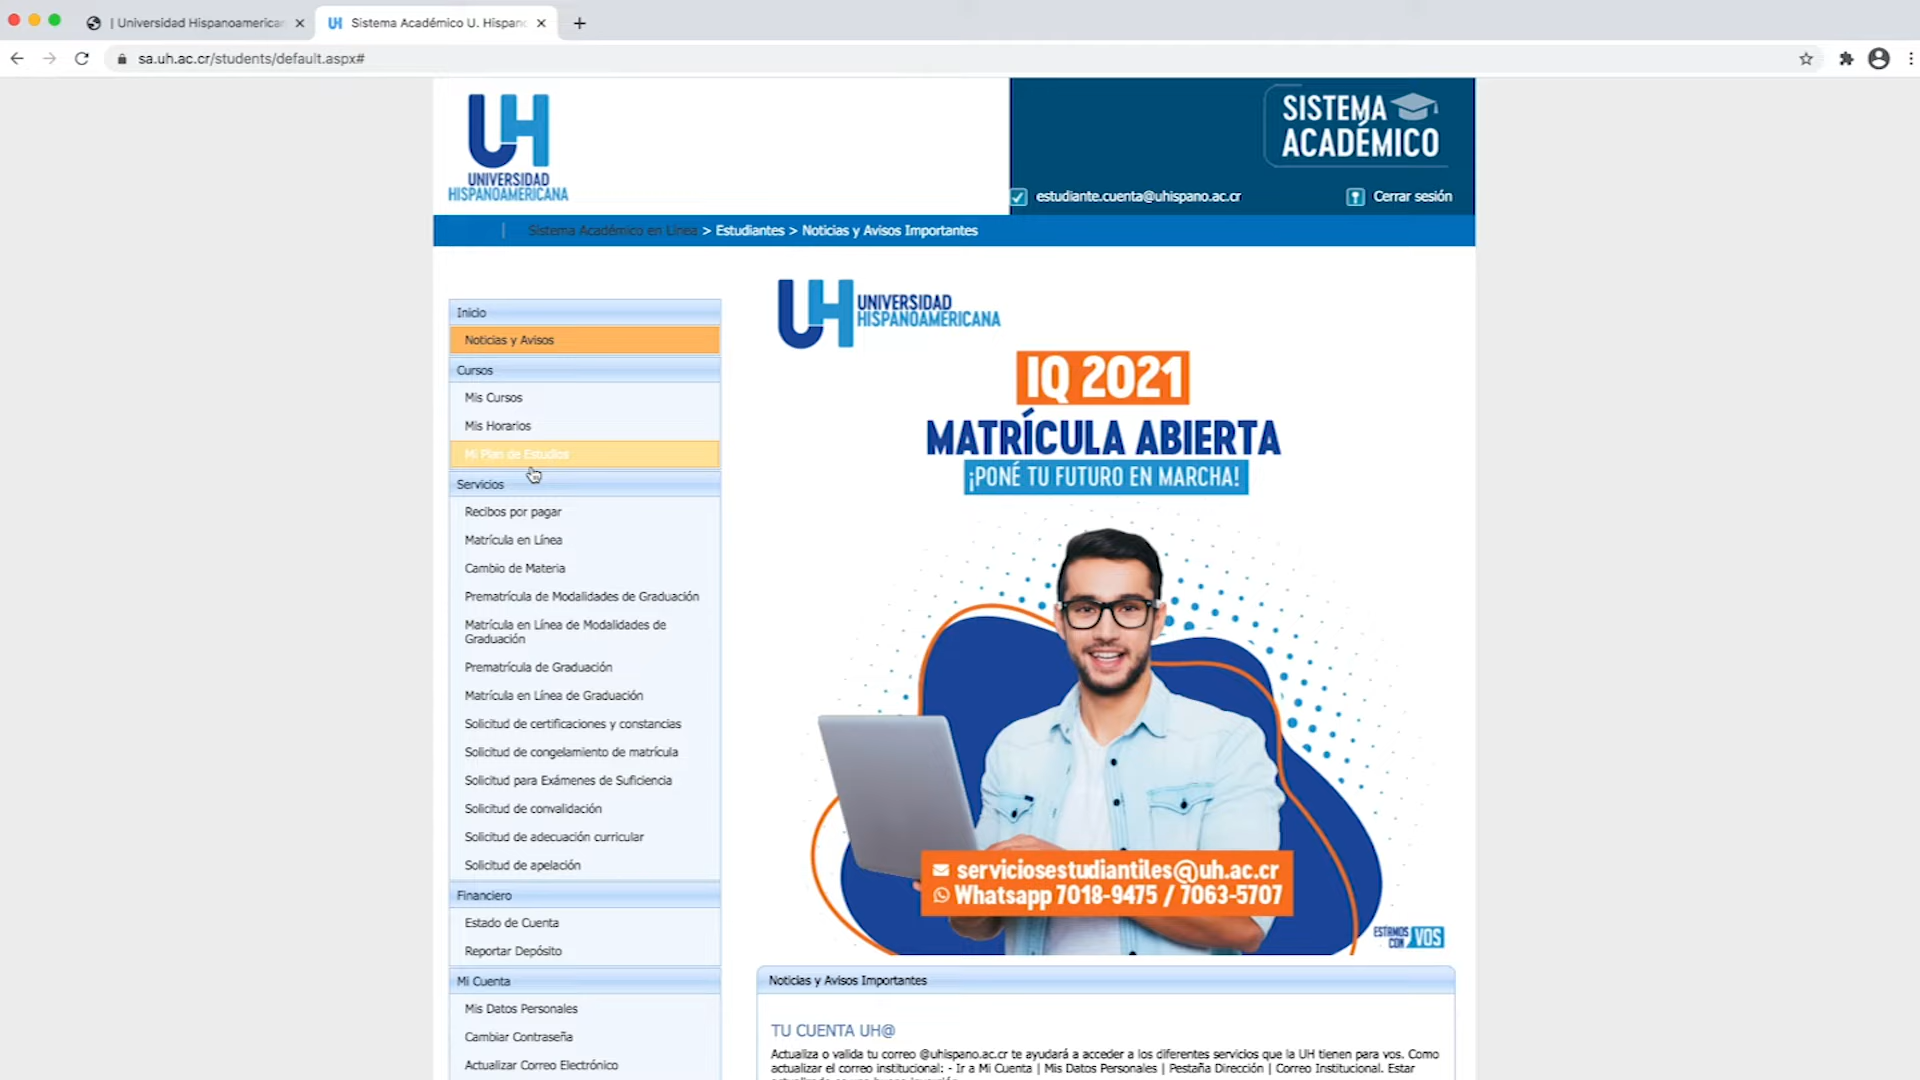 | Universidad Hispanoamerican
Sistema Académico U. Hispano
sa.uh.ac.cr/students/default.aspx#
UH
UNIVERSIDAD
HISPANOAMERICANA
SISTEMA
ACADÉMICO
estudiante.cuenta@uhispano.ac.cr
Cerrar sesión
Sistema Académico en Línea > Estudiantes > Noticias y Avisos Importantes
Inicio
Noticias y Avisos
Cursos
Mis Cursos
Mis Horarios
Mi Plan de Estudios
Servicios
Recibos por pagar
Matrícula en Línea
Cambio de Materia
Prematrícula de Modalidades de Graduación
Matrícula en Línea de Modalidades de
Graduación
Prematrícula de Graduación
Matrícula en Línea de Graduación
Solicitud de certificaciones y constancias
Solicitud de congelamiento de matrícula
Solicitud para Exámenes de Suficiencia
Solicitud de convalidación
Solicitud de adecuación curricular
Solicitud de apelación
Financiero
Estado de Cuenta
Reportar Depósito
Mi Cuenta
Mis Datos Personales
Cambiar Contraseña
Actualizar Correo Electrónico
UH UNIVERSIDAD
HISPANOAMERICANA
IQ 2021
MATRÍCULA ABIERTA
¡PONÉ TU FUTURO EN MARCHA!
serviciosestudiantiles@uh.ac.cr
Whatsapp 7018-9475 / 7063-5707
ESTAMOS
CON VOS
Noticias y Avisos Importantes
TU CUENTA UH@
Actualiza o valida tu correo @uhispano.ac.cr te ayudará a acceder a los diferentes servicios que la UH tienen para vos. Como
actualizar el correo institucional: - Ir a Mi Cuenta | Mis Datos Personales | Pestaña Dirección | Correo Institucional. Estar